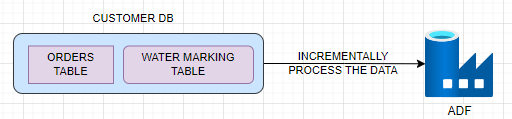 CUSTOMER DB
ORDERS
TABLE
WATER MARKING
TABLE
INCREMENTALLY
PROCESS THE DATA
ADF